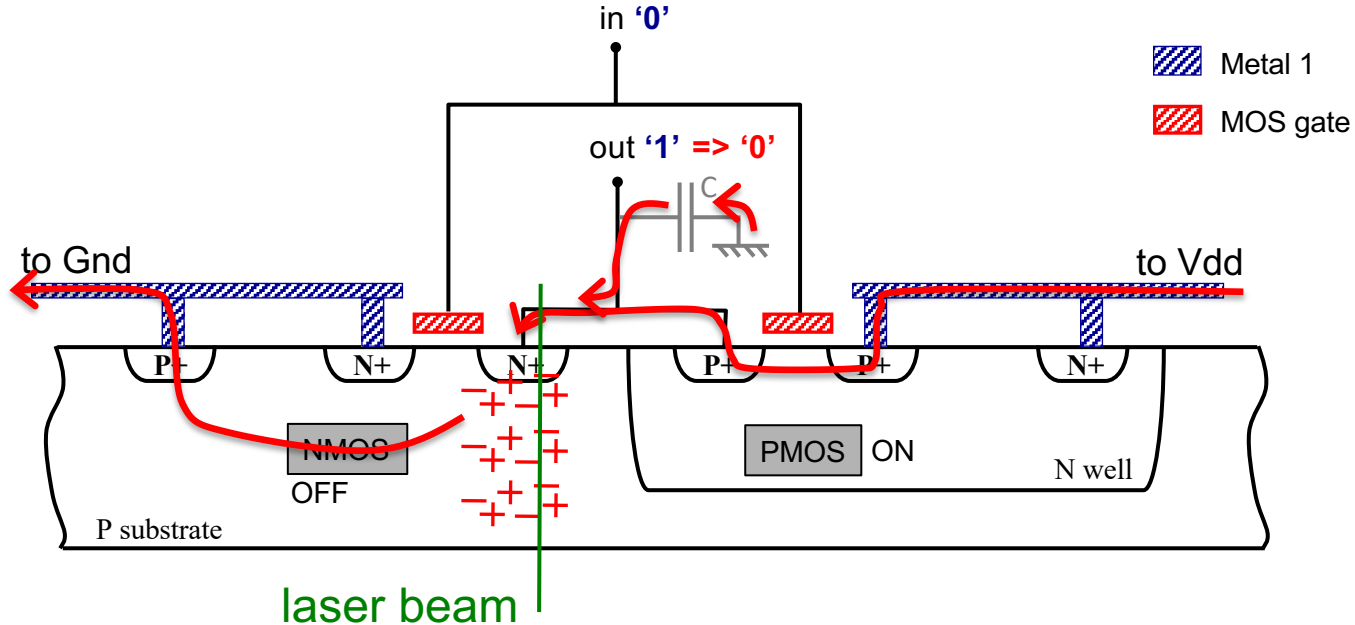 in ‘0’
Metal 1
MOS gate
out ‘1’ => ‘0’
C
to Gnd
to Vdd
P+
N+
N+
P+
P+
N+
NMOS
OFF
PMOS ON
N well
P substrate
laser beam